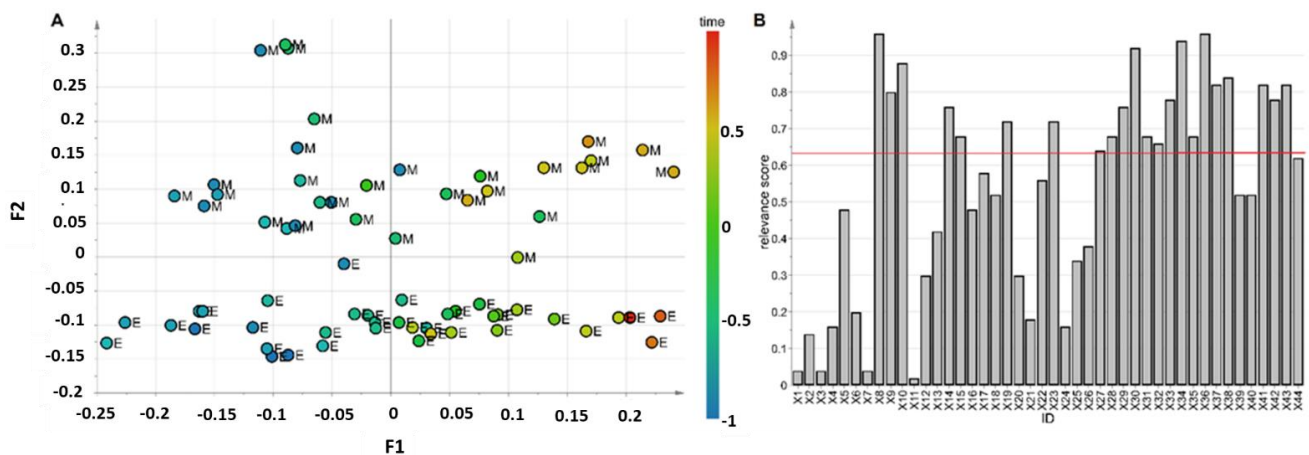 A
time
F2
0.3
0.25
0.2
0.15
0.1
0.05
0
-0.05
-0.1
-0.15
-0.2
M M
M
M M M
M M M M M
M M M M M M M
M M M M M M
M M M M M
M
M
E
E E E
E E E E E E E E
E E E E E E E E E
E E E E E E
E E E E
-0.25 -0.2 -0.15 -0.1 -0.05 0 0.05 0.1 0.15 0.2
F1
0.5
0
-0.5
-1
B
relevance score
0.9
0.8
0.7
0.6
0.5
0.4
0.3
0.2
0.1
0
X1 X2 X3 X4 X5 X6 X7 X8 X9 X10 X11 X12 X13 X14 X15 X16 X17 X18 X19 X20 X21 X22 X23 X24 X25 X26 X27 X28 X29 X30 X31 X32 X33 X34 X35 X36 X37 X38 X39 X40 X41 X42 X43 X44
ID